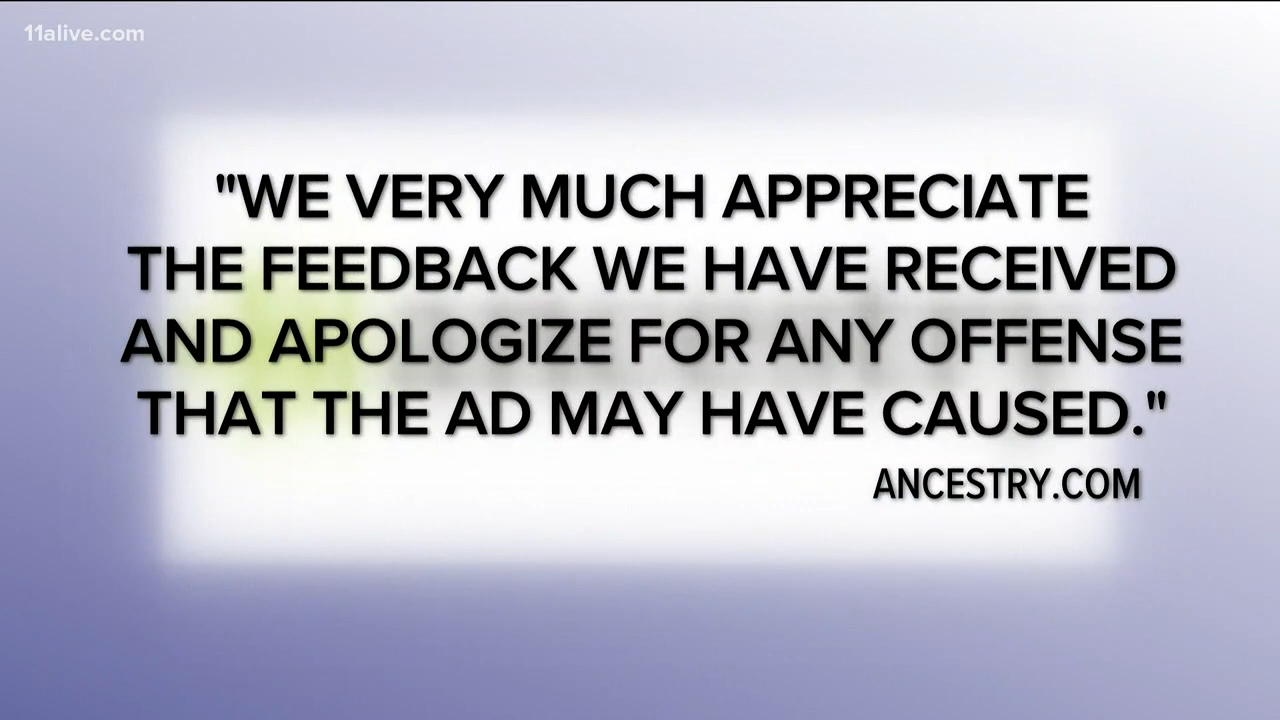 11alive.com
"WE VERY MUCH APPRECIATE
THE FEEDBACK WE HAVE RECEIVED
AND APOLOGIZE FOR ANY OFFENSE
THAT THE AD MAY HAVE CAUSED."
ANCESTRY.COM